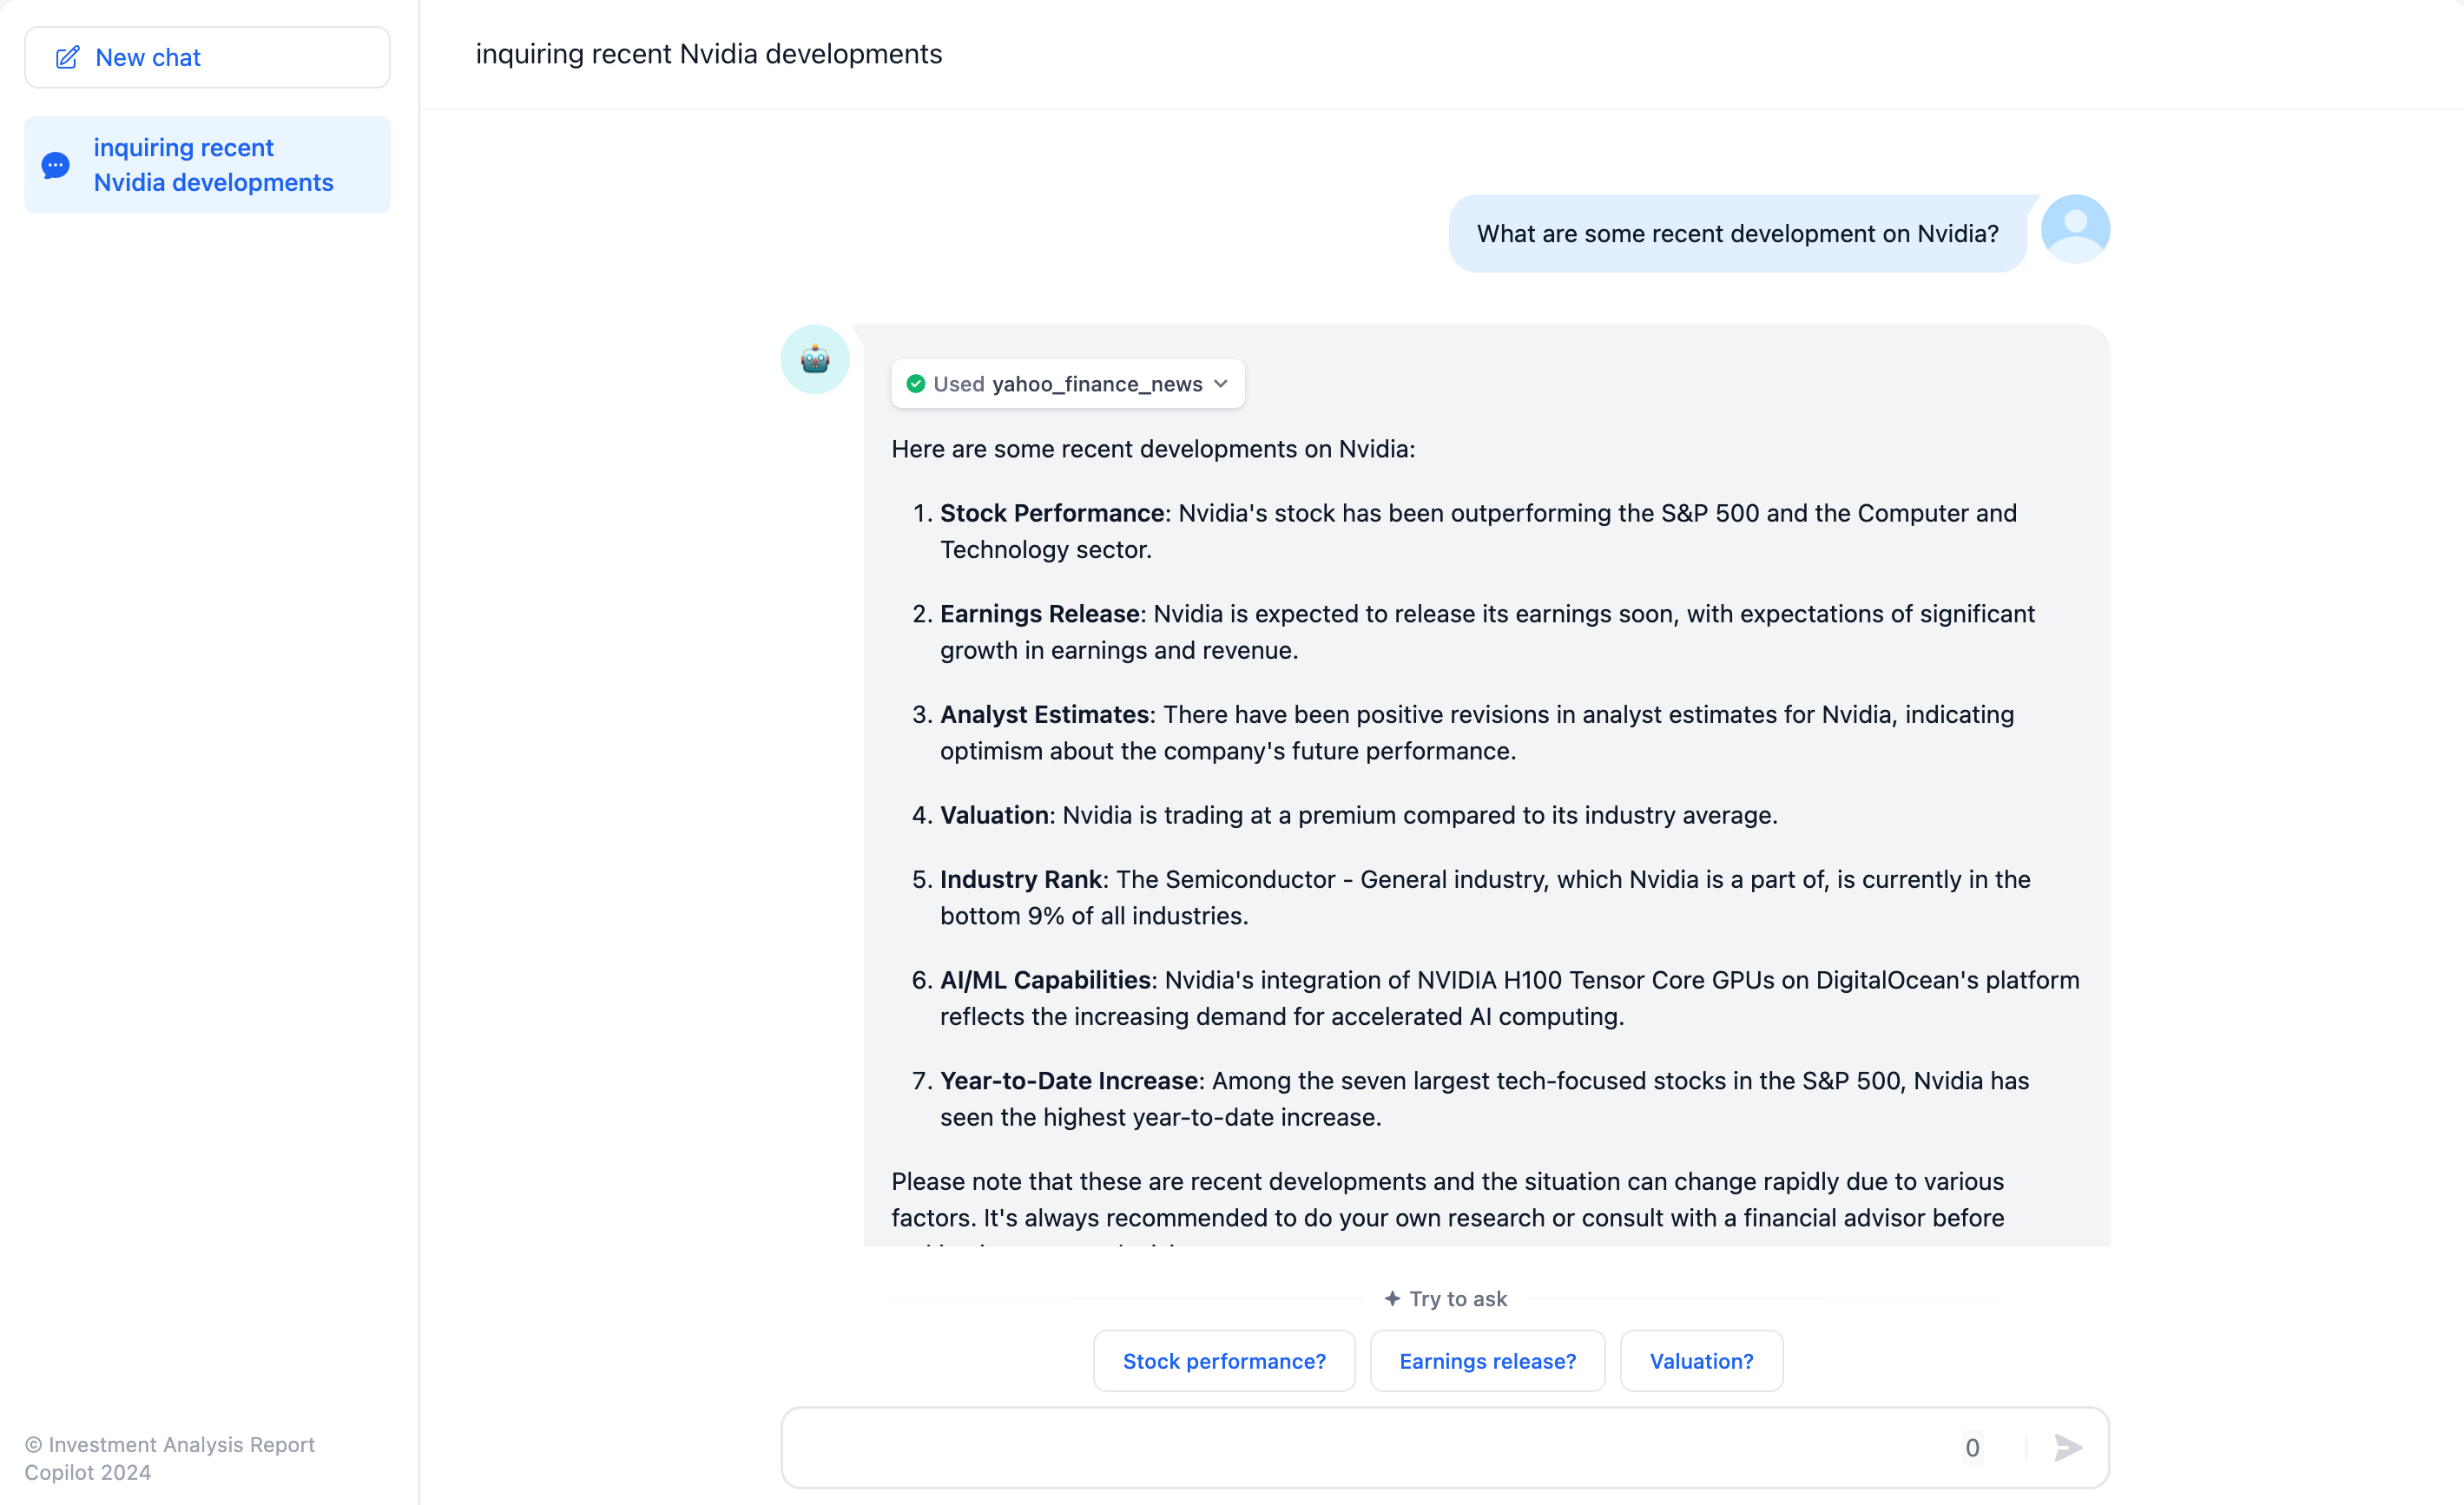 New chat
inquiring recent
Nvidia developments
inquiring recent Nvidia developments
What are some recent development on Nvidia?
Used yahoo_finance_news
Here are some recent developments on Nvidia:
1. Stock Performance: Nvidia's stock has been outperforming the S&P 500 and the Computer and
Technology sector.
2. Earnings Release: Nvidia is expected to release its earnings soon, with expectations of significant
growth in earnings and revenue.
3. Analyst Estimates: There have been positive revisions in analyst estimates for Nvidia, indicating
optimism about the company's future performance.
4. Valuation: Nvidia is trading at a premium compared to its industry average.
5. Industry Rank: The Semiconductor - General industry, which Nvidia is a part of, is currently in the
bottom 9% of all industries.
6. AI/ML Capabilities: Nvidia's integration of NVIDIA H100 Tensor Core GPUs on DigitalOcean's platform
reflects the increasing demand for accelerated AI computing.
7. Year-to-Date Increase: Among the seven largest tech-focused stocks in the S&P 500, Nvidia has
seen the highest year-to-date increase.
Please note that these are recent developments and the situation can change rapidly due to various
factors. It's always recommended to do your own research or consult with a financial advisor before
Try to ask
Stock performance?
Earnings release?
Valuation?
0
© Investment Analysis Report
Copilot 2024